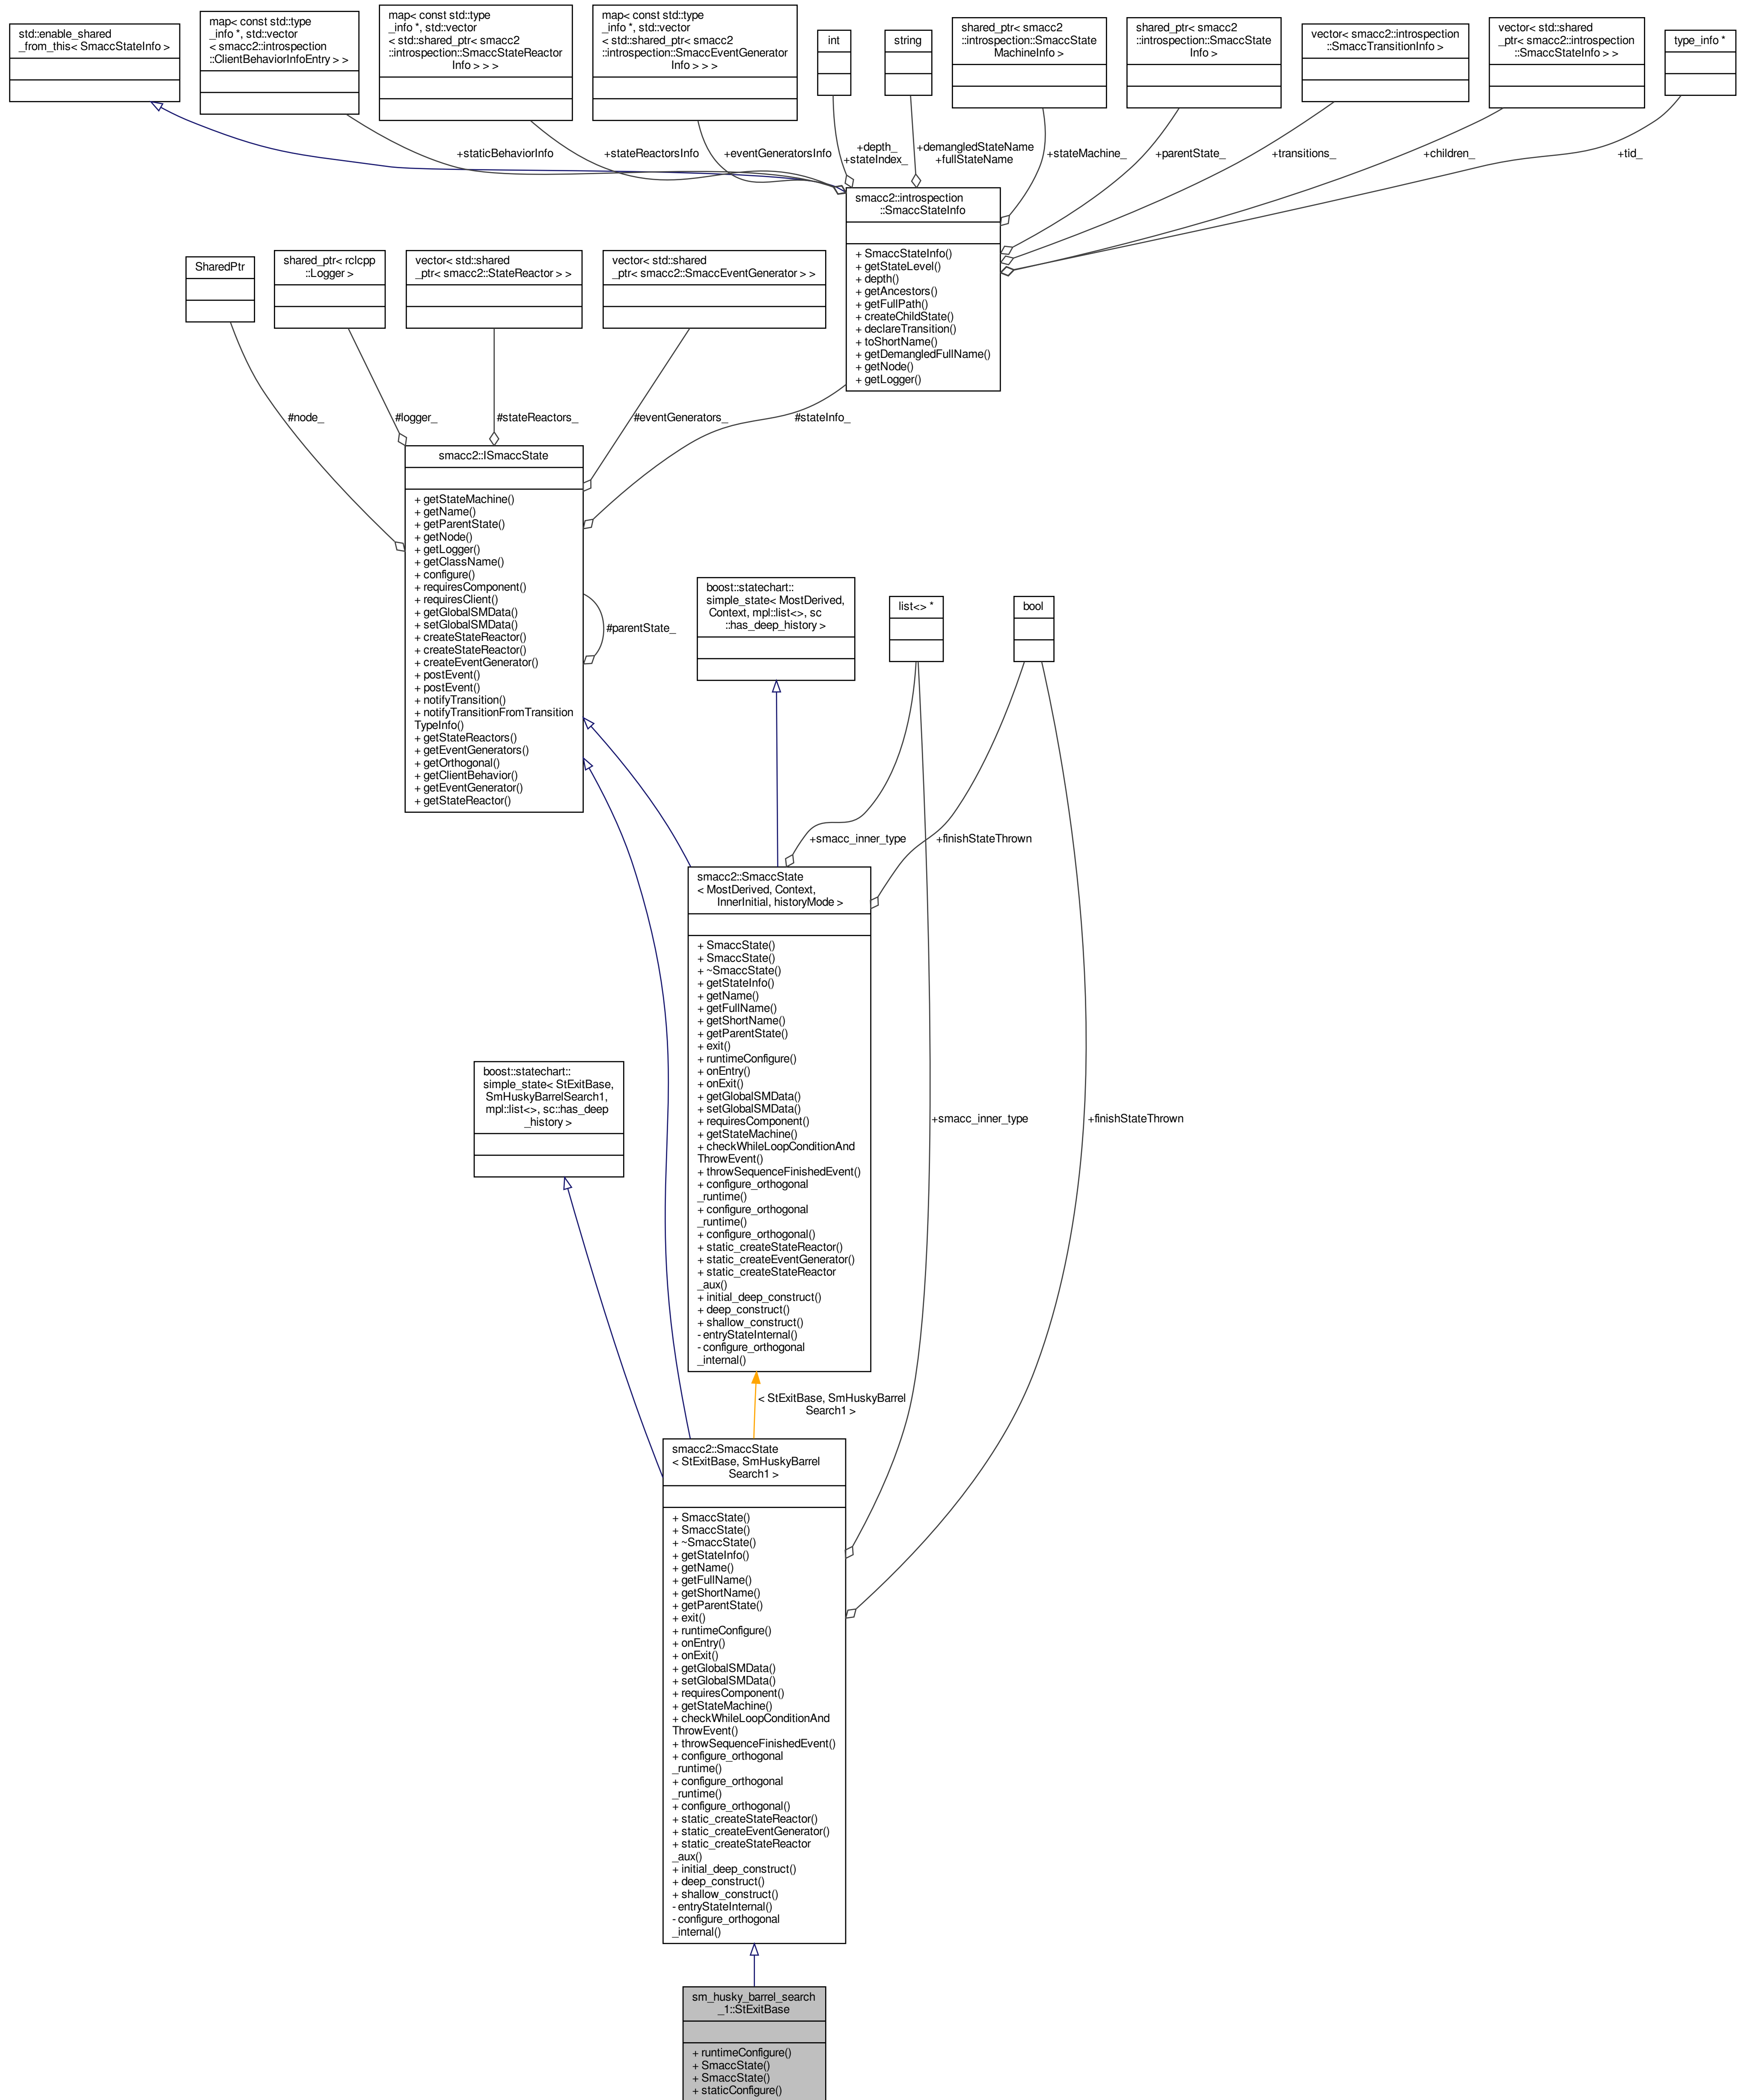 std::enable_shared
_from_this< SmaccStateInfo >
map< const std::type
_info *, std::vector
< smacc2::introspection
::ClientBehaviorInfoEntry > >
map< const std::type
_info *, std::vector
< std::shared_ptr< smacc2
::introspection::SmaccStateReactor
Info > > >
map< const std::type
_info *, std::vector
< std::shared_ptr< smacc2
::introspection::SmaccEventGenerator
Info > > >
int
string
shared_ptr< smacc2
::introspection::SmaccState
MachineInfo >
shared_ptr< smacc2
::introspection::SmaccState
Info >
vector< smacc2::introspection
::SmaccTransitionInfo >
vector< std::shared
_ptr< smacc2::introspection
::SmaccStateInfo > >
type_info *
+staticBehaviorInfo
+stateReactorsInfo
+eventGeneratorsInfo
+depth_
+stateIndex_
+demangledStateName
+fullStateName
+stateMachine_
+parentState_
+transitions_
+children_
+tid_
smacc2::introspection
::SmaccStateInfo
+ SmaccStateInfo()
+ getStateLevel()
+ depth()
+ getAncestors()
+ getFullPath()
+ createChildState()
+ declareTransition()
+ toShortName()
+ getDemangledFullName()
+ getNode()
+ getLogger()
SharedPtr
shared_ptr< rclcpp
::Logger >
vector< std::shared
_ptr< smacc2::StateReactor > >
vector< std::shared
_ptr< smacc2::SmaccEventGenerator > >
#node_
#logger_
#stateReactors_
#eventGenerators_
#stateInfo_
smacc2::ISmaccState
+ getStateMachine()
+ getName()
+ getParentState()
+ getNode()
+ getLogger()
+ getClassName()
+ configure()
+ requiresComponent()
+ requiresClient()
+ getGlobalSMData()
+ setGlobalSMData()
+ createStateReactor()
+ createStateReactor()
+ createEventGenerator()
+ postEvent()
+ postEvent()
+ notifyTransition()
+ notifyTransitionFromTransition
TypeInfo()
+ getStateReactors()
+ getEventGenerators()
+ getOrthogonal()
+ getClientBehavior()
+ getEventGenerator()
+ getStateReactor()
#parentState_
boost::statechart::
simple_state< MostDerived,
Context, mpl::list<>, sc
::has_deep_history >
list<> *
bool
+smacc_inner_type
+finishStateThrown
smacc2::SmaccState
< MostDerived, Context,
InnerInitial, historyMode >
+ SmaccState()
+ SmaccState()
+ ~SmaccState()
+ getStateInfo()
+ getName()
+ getFullName()
+ getShortName()
+ getParentState()
+ exit()
+ runtimeConfigure()
+ onEntry()
+ onExit()
+ getGlobalSMData()
+ setGlobalSMData()
+ requiresComponent()
+ getStateMachine()
+ checkWhileLoopConditionAnd
ThrowEvent()
+ throwSequenceFinishedEvent()
+ configure_orthogonal
_runtime()
+ configure_orthogonal
_runtime()
+ configure_orthogonal()
+ static_createStateReactor()
+ static_createEventGenerator()
+ static_createStateReactor
_aux()
+ initial_deep_construct()
+ deep_construct()
+ shallow_construct()
- entryStateInternal()
- configure_orthogonal
_internal()
boost::statechart::
simple_state< StExitBase,
SmHuskyBarrelSearch1,
mpl::list<>, sc::has_deep
_history >
+smacc_inner_type
+finishStateThrown
< StExitBase, SmHuskyBarrel
Search1 >
smacc2::SmaccState
< StExitBase, SmHuskyBarrel
Search1 >
+ SmaccState()
+ SmaccState()
+ ~SmaccState()
+ getStateInfo()
+ getName()
+ getFullName()
+ getShortName()
+ getParentState()
+ exit()
+ runtimeConfigure()
+ onEntry()
+ onExit()
+ getGlobalSMData()
+ setGlobalSMData()
+ requiresComponent()
+ getStateMachine()
+ checkWhileLoopConditionAnd
ThrowEvent()
+ throwSequenceFinishedEvent()
+ configure_orthogonal
_runtime()
+ configure_orthogonal
_runtime()
+ configure_orthogonal()
+ static_createStateReactor()
+ static_createEventGenerator()
+ static_createStateReactor
_aux()
+ initial_deep_construct()
+ deep_construct()
+ shallow_construct()
- entryStateInternal()
- configure_orthogonal
_internal()
sm_husky_barrel_search
_1::StExitBase
+ runtimeConfigure()
+ SmaccState()
+ SmaccState()
+ staticConfigure()